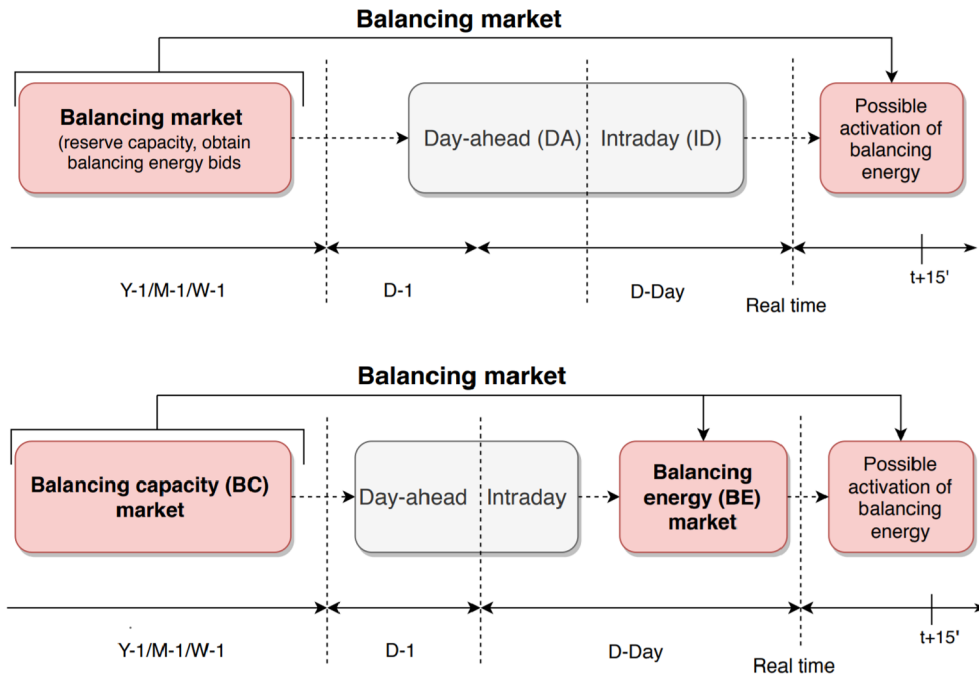 Balancing market
Balancing market
(reserve capacity, obtain
balancing energy bids
Day-ahead (DA)
Intraday (ID)
Possible
activation of
balancing
energy
Y-1/M-1/W-1
D-1
D-Day
Real time
t+15'
Balancing market
Balancing capacity (BC)
market
Day-ahead
Intraday
Balancing
energy (BE)
market
Possible
activation of
balancing
energy
Y-1/M-1/W-1
D-1
D-Day
Real time
t+15'